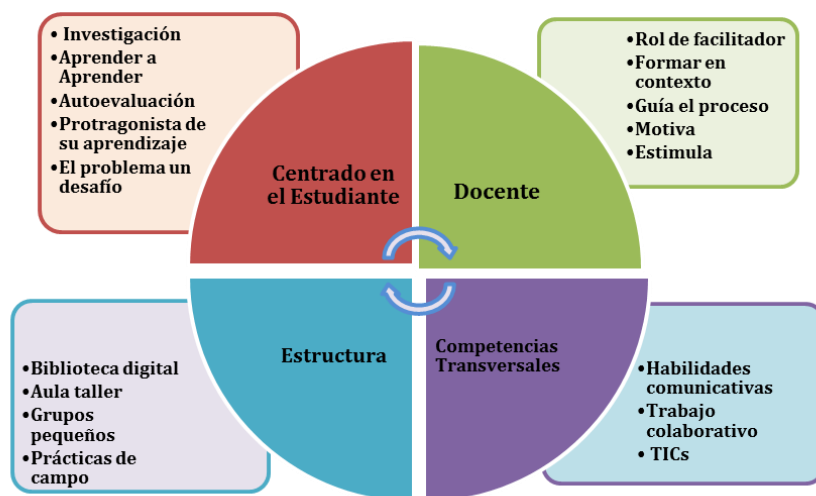 • Investigación
•Aprender a
Aprender
•Autoevaluación
•Protragonista de
su aprendizaje
•El problema un
desafío
Centrado en
el Estudiante
Docente
•Rol de facilitador
•Formar en
contexto
•Guía el proceso
•Motiva
•Estimula
•Biblioteca digital
•Aula taller
•Grupos
pequeños
•Prácticas de
campo
Estructura
Competencias
Transversales
•Habilidades
comunicativas
•Trabajo
colaborativo
• TICs